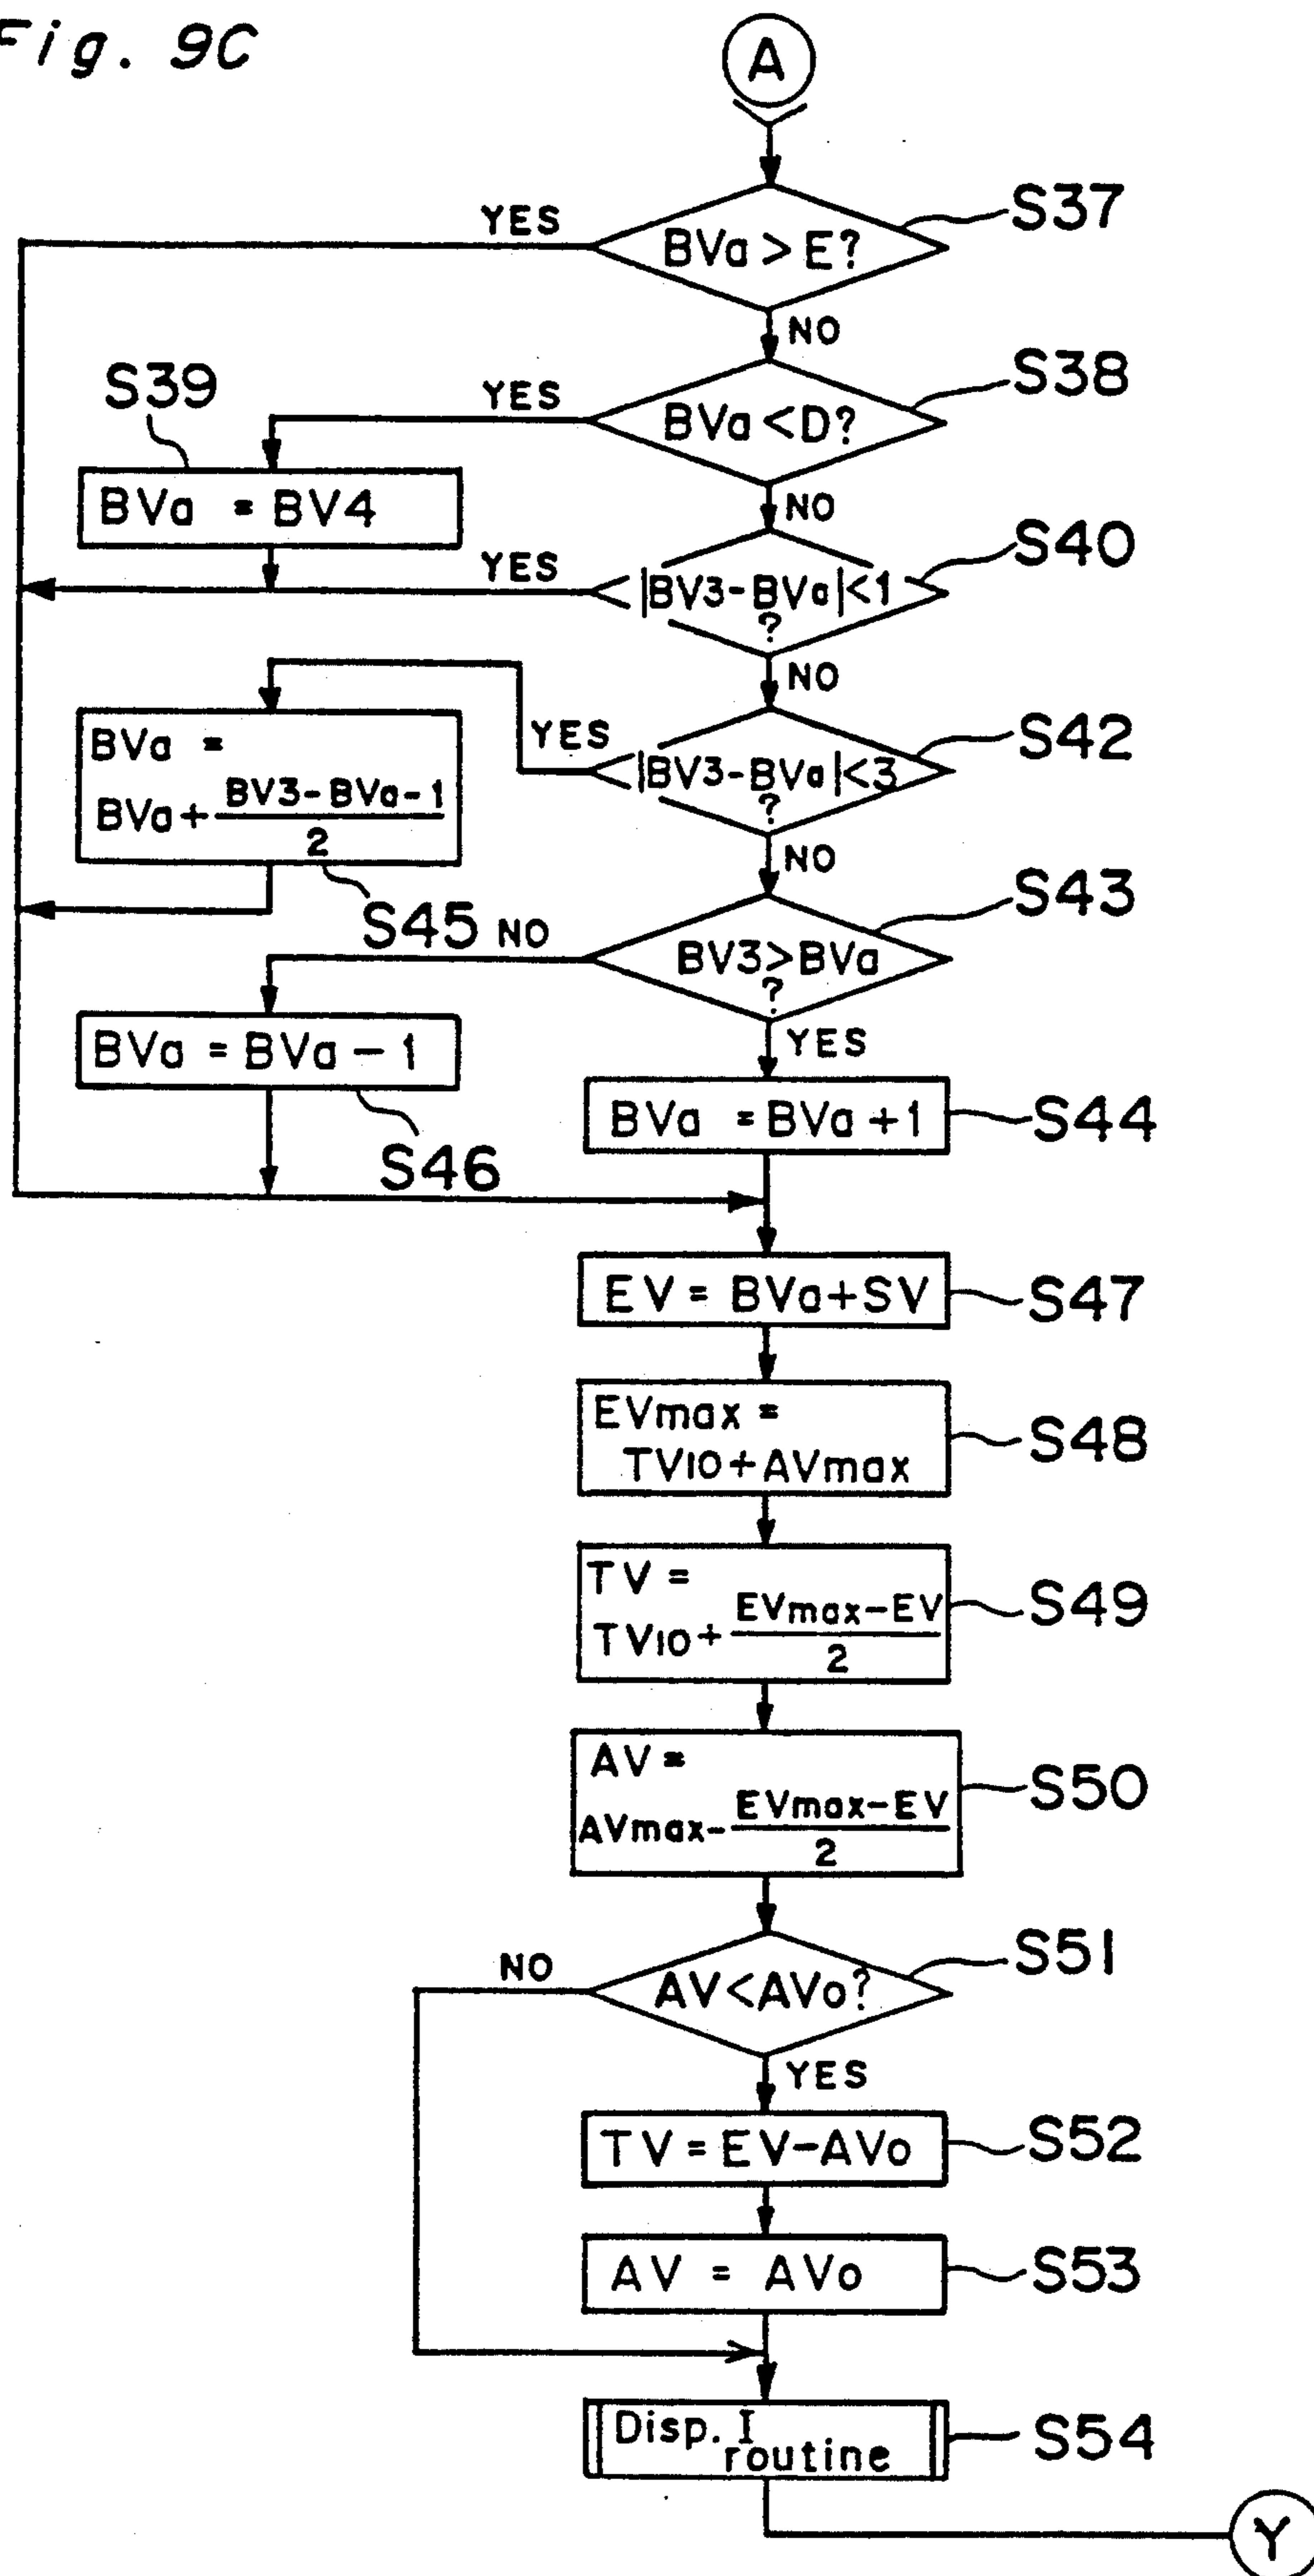 Fig. 9C
A
S37
YES
BVa > E?
NO
S38
S39
YES
BVa < D?
BVa = BV4
NO
S40
YES
|BV3-BVa|<1
?
NO
S42
BVa =
BVa + BV3-BVa-1
2
YES
|BV3-BVa|<3
?
NO
S43
S45
NO
BV3>BVa
?
BVa = BVa - 1
YES
BVa = BVa +1
S44
S46
EV = BVa+SV
S47
EVmax =
TV10+AVmax
S48
TV =
TV10+ EVmax-EV
2
S49
AV =
AVmax- EVmax-EV
2
S50
S51
NO
AV<AVo?
YES
TV = EV-AVo
S52
AV = AVo
S53
Disp. I
routine
S54
Y